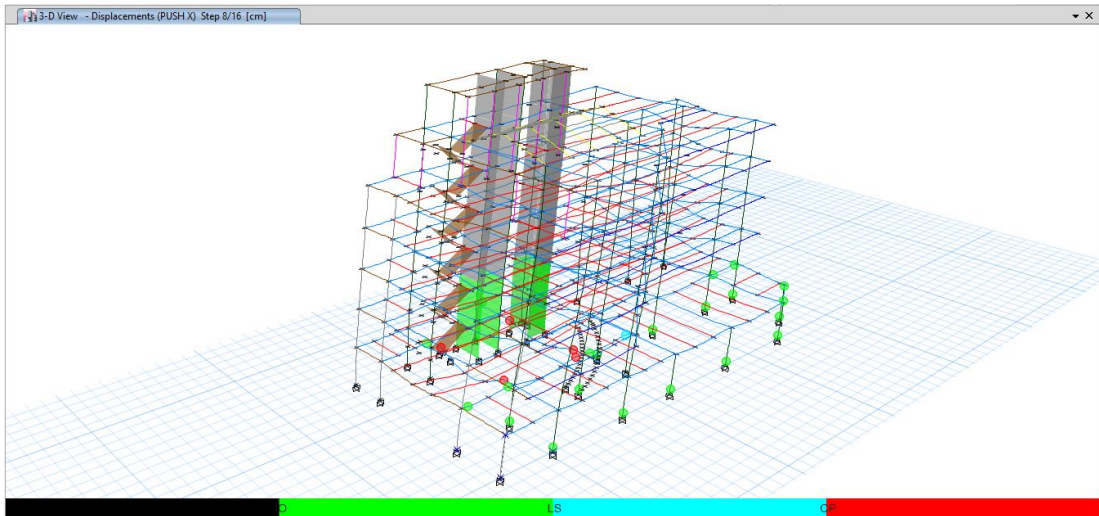 3-D View - Displacements (PUSH X) Step 8/16 [cm]
IO LS CP